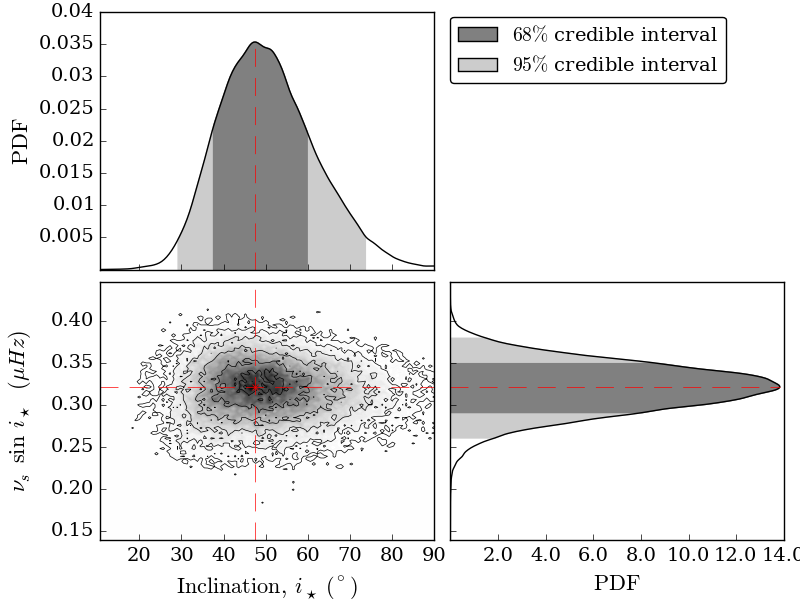 0.04
0.035
0.03
0.025
0.02
0.015
0.01
0.005
PDF
68% credible interval
95% credible interval
0.40
0.35
0.30
0.25
0.20
0.15
ν_s sin i_⋆ (μHz)
20 30 40 50 60 70 80 90
Inclination, i_⋆ (°)
2.0 4.0 6.0 8.0 10.0 12.0 14.0
PDF